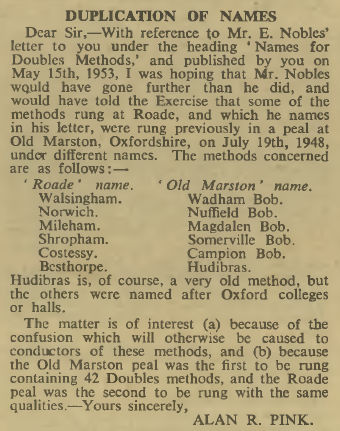 DUPLICATION OF NAMES
Dear Sir,—With reference to Mr. E. Nobles'
letter to you under the heading 'Names for
Doubles Methods,' and published by you on
May 15th, 1953, I was hoping that Mr. Nobles
would have gone further than he did, and
would have told the Exercise that some of the
methods rung at Roade, and which he names
in his letter, were rung previously in a peal at
Old Marston, Oxfordshire, on July 19th, 1948,
under different names. The methods concerned
are as follows:—
'Roade' name. 'Old Marston' name.
Walsingham. Wadham Bob.
Norwich. Nuffield Bob.
Mileham. Magdalen Bob.
Shropham. Somerville Bob.
Costessy. Campion Bob.
Besthorpe. Hudibras.
Hudibras is, of course, a very old method, but
the others were named after Oxford colleges
or halls.
The matter is of interest (a) because of the
confusion which will otherwise be caused to
conductors of these methods, and (b) because
the Old Marston peal was the first to be rung
containing 42 Doubles methods, and the Roade
peal was the second to be rung with the same
qualities.—Yours sincerely,
ALAN R. PINK.